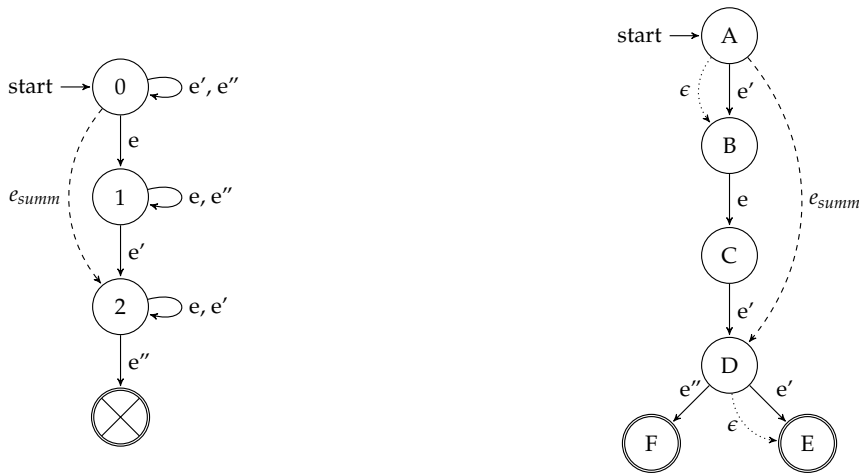 start
0
e′, e″
e
e_summ
1
e, e″
e′
2
e, e′
e″
start
A
ϵ
e′
B
e
e_summ
C
e′
D
e″
e′
ϵ
F
E